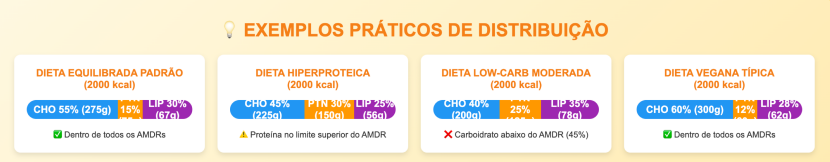 💡 EXEMPLOS PRÁTICOS DE DISTRIBUIÇÃO
DIETA EQUILIBRADA PADRÃO
(2000 kcal)
CHO 55% (275g)
15%
LIP 30%
(67g)
✅ Dentro de todos os AMDRs
DIETA HIPERPROTEICA
(2000 kcal)
CHO 45%
(225g)
PTN 30%
(150g)
LIP 25%
(56g)
⚠️ Proteína no limite superior do AMDR
DIETA LOW-CARB MODERADA
(2000 kcal)
CHO 40%
(200g)
25%
LIP 35%
(78g)
❌ Carboidrato abaixo do AMDR (45%)
DIETA VEGANA TÍPICA
(2000 kcal)
CHO 60% (300g)
12%
LIP 28%
(62g)
✅ Dentro de todos os AMDRs